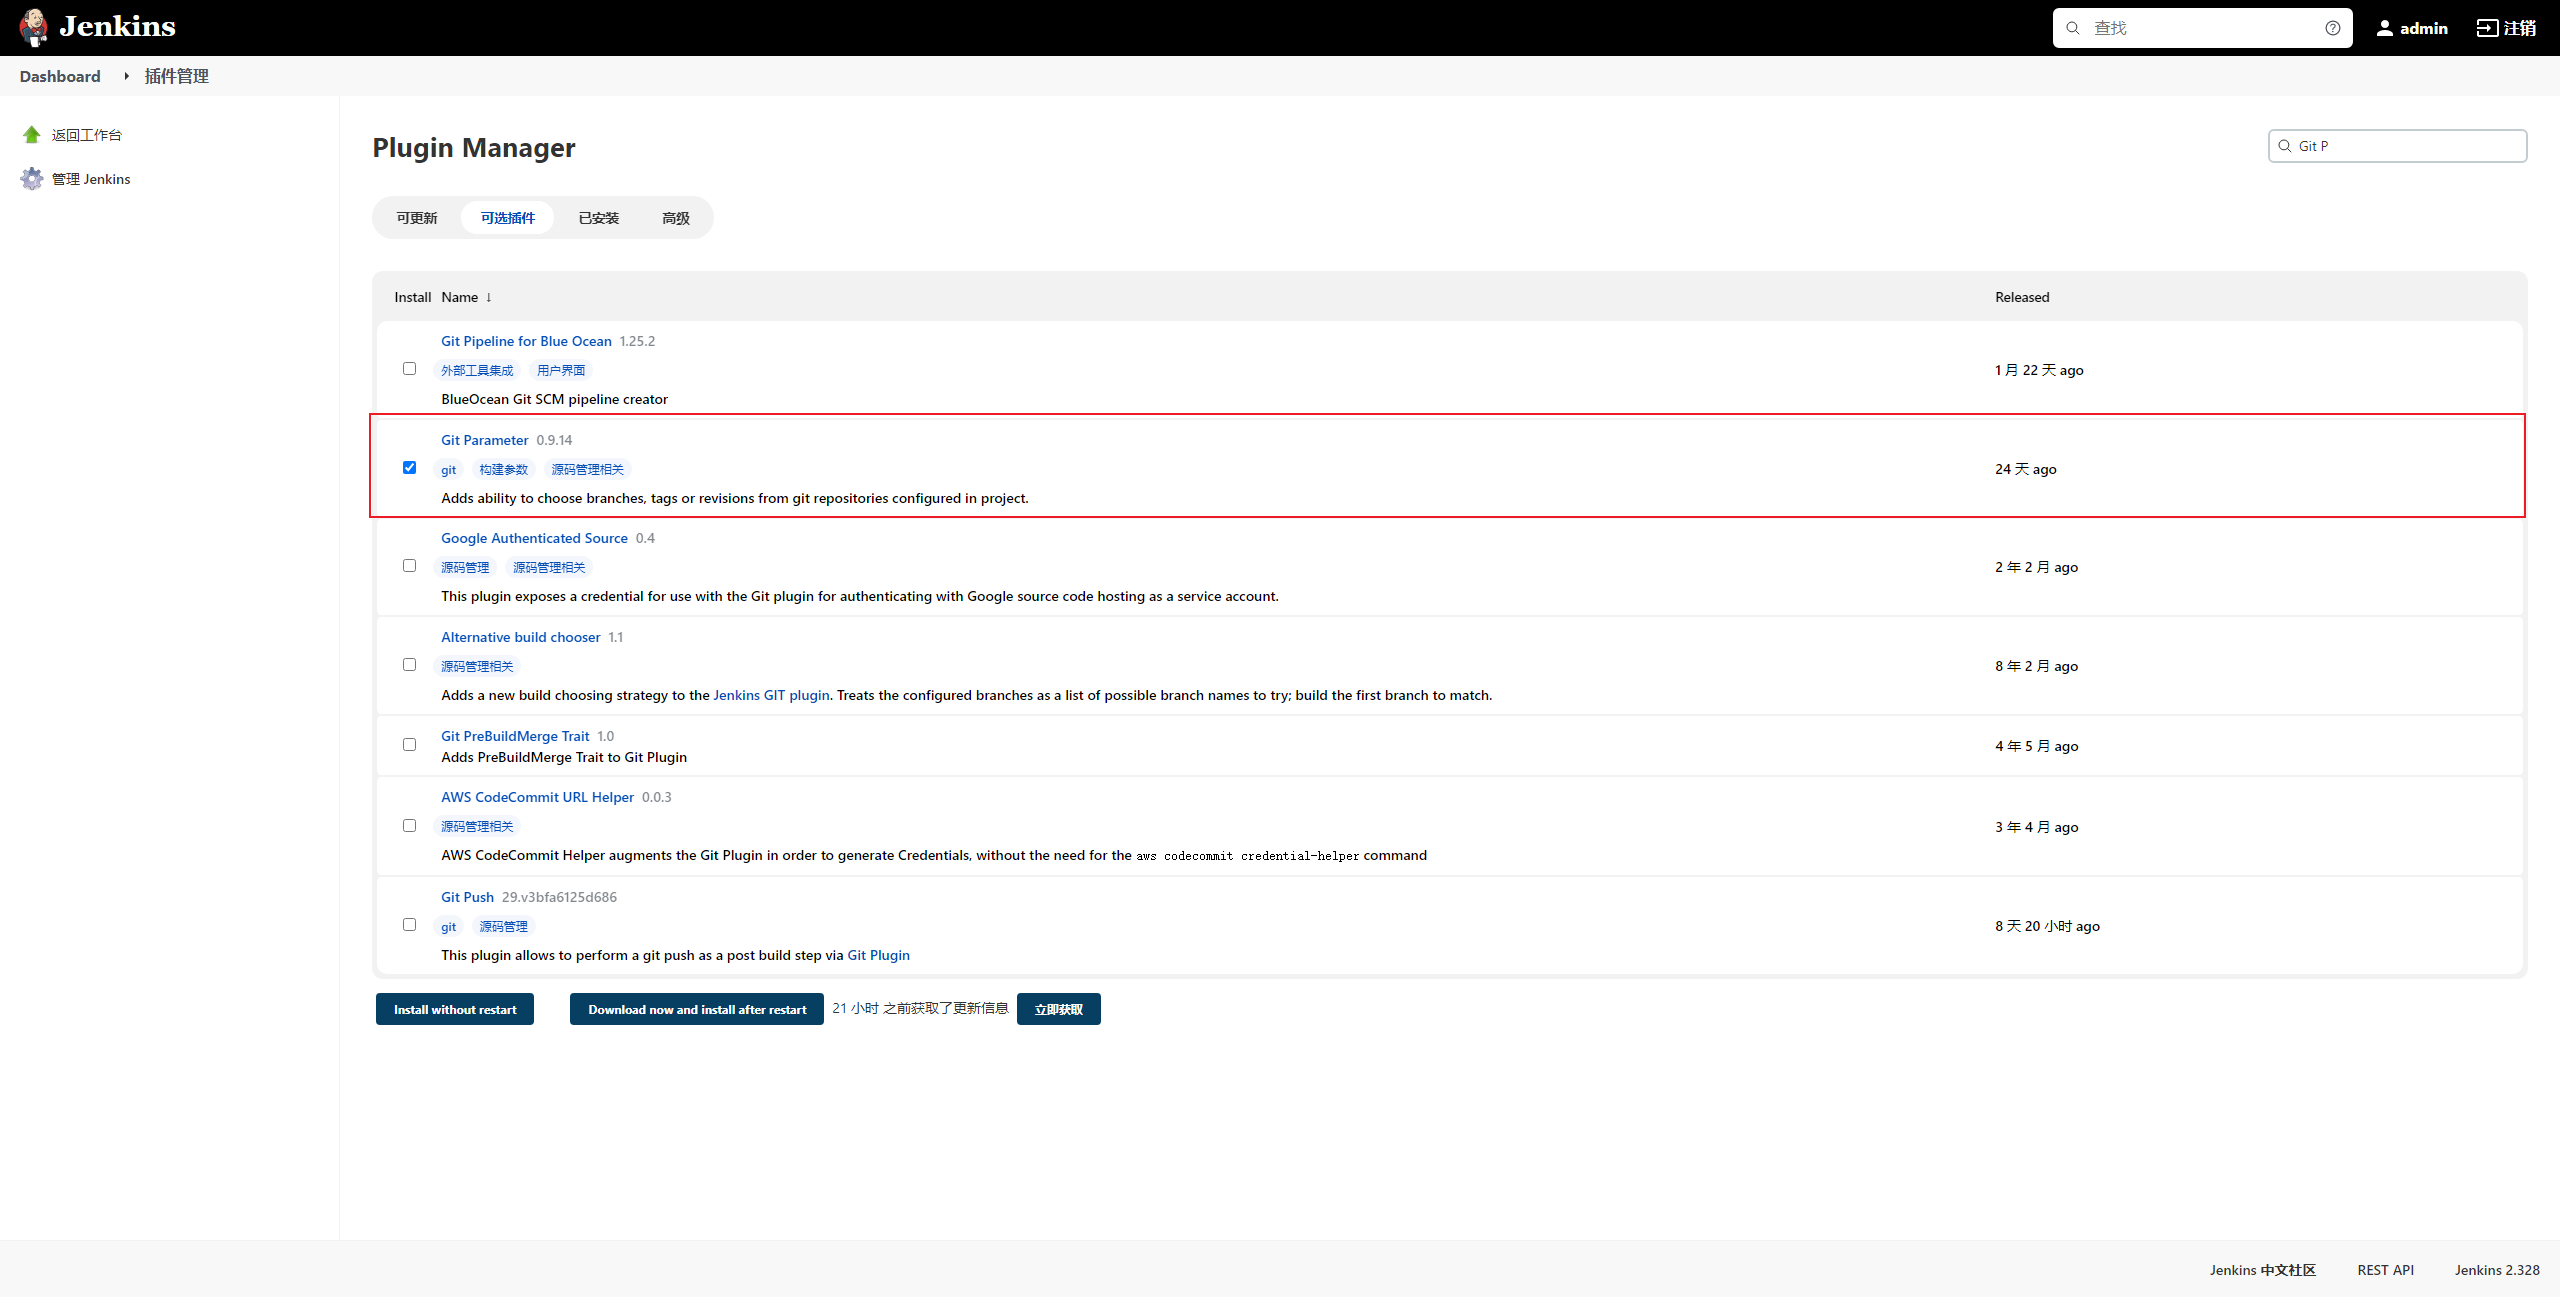 Jenkins
查找
admin
注销
Dashboard
插件管理
返回工作台
管理 Jenkins
Plugin Manager
Git P
可更新
可选插件
已安装
高级
Install Name ↓ Released
Git Pipeline for Blue Ocean 1.25.2
外部工具集成 用户界面
1 月 22 天 ago
BlueOcean Git SCM pipeline creator
Git Parameter 0.9.14
git 构建参数 源码管理相关
24 天 ago
Adds ability to choose branches, tags or revisions from git repositories configured in project.
Google Authenticated Source 0.4
源码管理 源码管理相关
2 年 2 月 ago
This plugin exposes a credential for use with the Git plugin for authenticating with Google source code hosting as a service account.
Alternative build chooser 1.1
源码管理相关
8 年 2 月 ago
Adds a new build choosing strategy to the Jenkins GIT plugin. Treats the configured branches as a list of possible branch names to try; build the first branch to match.
Git PreBuildMerge Trait 1.0
4 年 5 月 ago
Adds PreBuildMerge Trait to Git Plugin
AWS CodeCommit URL Helper 0.0.3
源码管理相关
3 年 4 月 ago
AWS CodeCommit Helper augments the Git Plugin in order to generate Credentials, without the need for the aws codecommit credential-helper command
Git Push 29.v3bfa6125d686
git 源码管理
8 天 20 小时 ago
This plugin allows to perform a git push as a post build step via Git Plugin
Install without restart
Download now and install after restart
21 小时 之前获取了更新信息
立即获取
Jenkins 中文社区
REST API
Jenkins 2.328